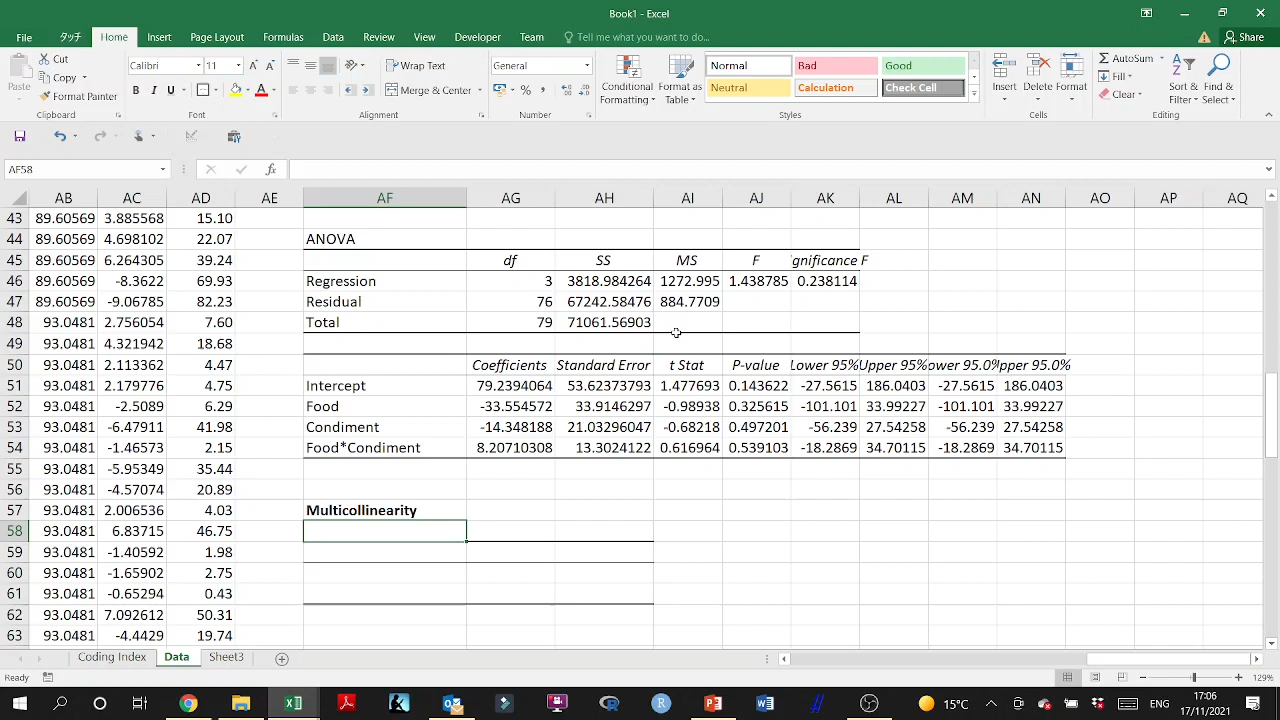 Book1 - Excel
File タッチ Home Insert Page Layout Formulas Data Review View Developer Team Tell me what you want to do... Share
Paste Cut Copy Format Painter Clipboard
Calibri 11 A A B I U A Font
Wrap Text Merge & Center Alignment
General % Number
Conditional Formatting Format as Table
Normal Bad Good
Neutral Calculation Check Cell
Styles
Insert Delete Format Cells
AutoSum Fill Clear Sort & Filter Find & Select Editing
AF58 fx
AB AC AD AE AF AG AH AI AJ AK AL AM AN AO AP AQ
43 89.60569 3.885568 15.10
44 89.60569 4.698102 22.07 ANOVA
45 89.60569 6.264305 39.24 df SS MS F gnificance F
46 89.60569 -8.3622 69.93 Regression 3 3818.984264 1272.995 1.438785 0.238114
47 89.60569 -9.06785 82.23 Residual 76 67242.58476 884.7709
48 93.0481 2.756054 7.60 Total 79 71061.56903
49 93.0481 4.321942 18.68
50 93.0481 2.113362 4.47 Coefficients Standard Error t Stat P-value Lower 95% Upper 95% ower 95.0% pper 95.0%
51 93.0481 2.179776 4.75 Intercept 79.2394064 53.62373793 1.477693 0.143622 -27.5615 186.0403 -27.5615 186.0403
52 93.0481 -2.5089 6.29 Food -33.554572 33.9146297 -0.98938 0.325615 -101.101 33.99227 -101.101 33.99227
53 93.0481 -6.47911 41.98 Condiment -14.348188 21.03296047 -0.68218 0.497201 -56.239 27.54258 -56.239 27.54258
54 93.0481 -1.46573 2.15 Food*Condiment 8.20710308 13.3024122 0.616964 0.539103 -18.2869 34.70115 -18.2869 34.70115
55 93.0481 -5.95349 35.44
56 93.0481 -4.57074 20.89
57 93.0481 2.006536 4.03 Multicollinearity
58 93.0481 6.83715 46.75
59 93.0481 -1.40592 1.98
60 93.0481 -1.65902 2.75
61 93.0481 -0.65294 0.43
62 93.0481 7.092612 50.31
63 93.0481 -4.4429 19.74
Coding Index Data Sheet3
Ready 129%
15°C 17:06
17/11/2021